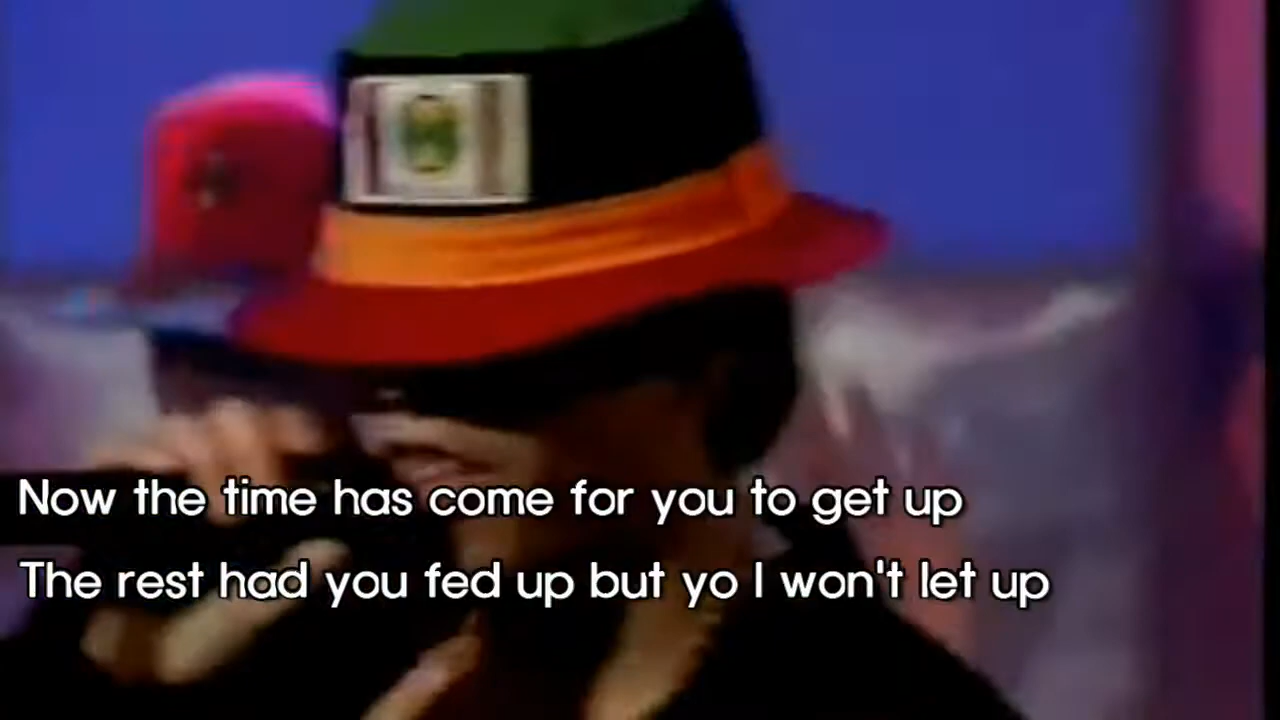 Now the time has come for you to get up
The rest had you fed up but yo I won't let up